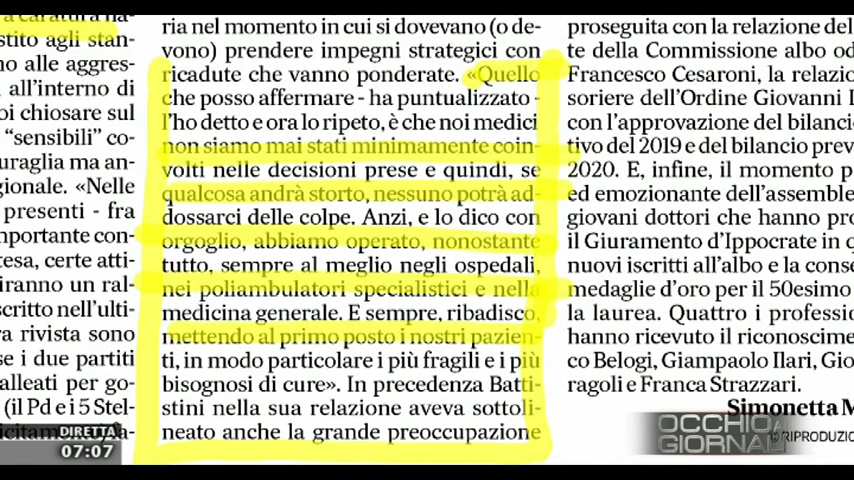 a caratura na-
stito agli stan-
no alle aggres-
all'interno di
oi chiosare sul
"sensibili" co-
uraglia ma an-
gionale. «Nelle
presenti - fra
mportante con-
tesa, certe atti-
iranno un ral-
scritto nell'ulti-
a rivista sono
se i due partiti
alleati per go-
(il Pd e i 5 Stel-
ria nel momento in cui si dovevano (o de-
vono) prendere impegni strategici con
ricadute che vanno ponderate. «Quello
che posso affermare - ha puntualizzato -
l'ho detto e ora lo ripeto, è che noi medici
non siamo mai stati minimamente coin-
volti nelle decisioni prese e quindi, se
qualcosa andrà storto, nessuno potrà ad-
dossarci delle colpe. Anzi, e lo dico con
orgoglio, abbiamo operato, nonostante
tutto, sempre al meglio negli ospedali,
nei poliambulatori specialistici e nella
medicina generale. E sempre, ribadisco,
mettendo al primo posto i nostri pazien-
ti, in modo particolare i più fragili e i più
bisognosi di cure». In precedenza Batti-
stini nella sua relazione aveva sottoli-
neato anche la grande preoccupazione
proseguita con la relazione del
te della Commissione albo od
Francesco Cesaroni, la relazio
soriere dell'Ordine Giovanni
con l'approvazione del bilancio
tivo del 2019 e del bilancio prev
2020. E, infine, il momento p
ed emozionante dell'assemble
giovani dottori che hanno pro
il Giuramento d'Ippocrate in q
nuovi iscritti all'albo e la conse
medaglie d'oro per il 50esimo
la laurea. Quattro i professio
hanno ricevuto il riconoscime
co Belogi, Giampaolo Ilari, Gio
ragoli e Franca Strazzari.
Simonetta M
RIPRODUZIO
DIRETTA
07:07
OCCHIO AI
GIORNALI